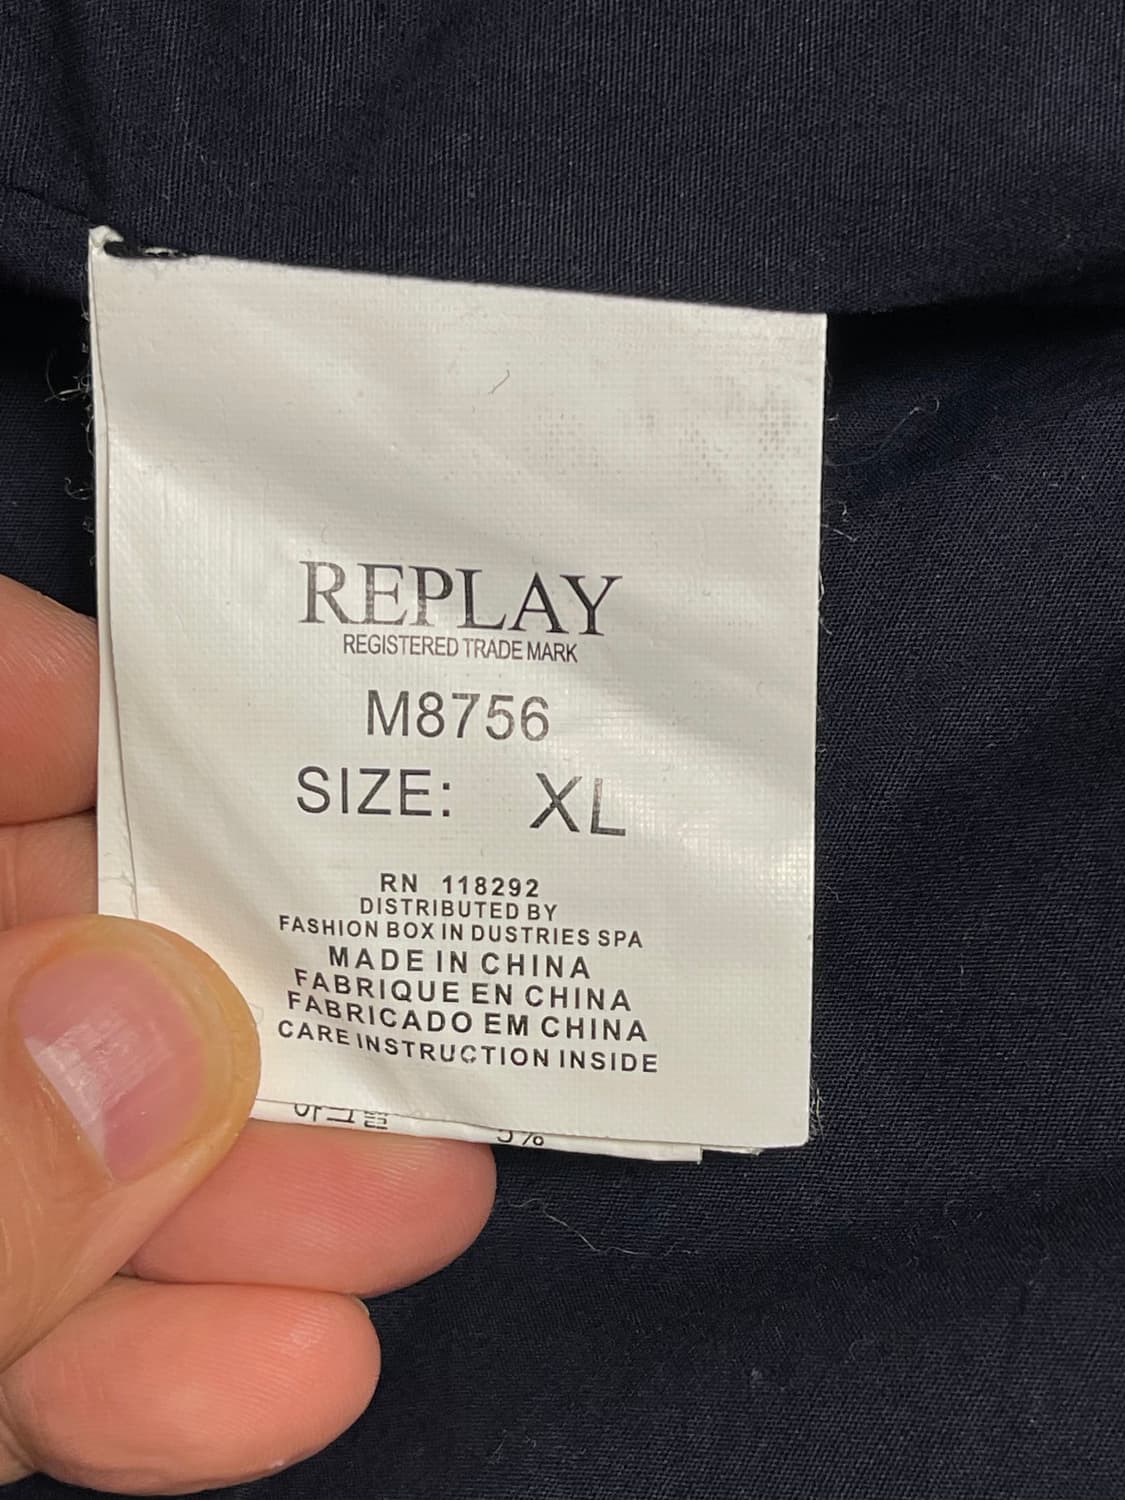 REPLAY
REGISTERED TRADE MARK
M8756
SIZE: XL
RN 118292
DISTRIBUTED BY
FASHION BOX IN DUSTRIES SPA
MADE IN CHINA
FABRIQUE EN CHINA
FABRICADO EM CHINA
CARE INSTRUCTION INSIDE
5%